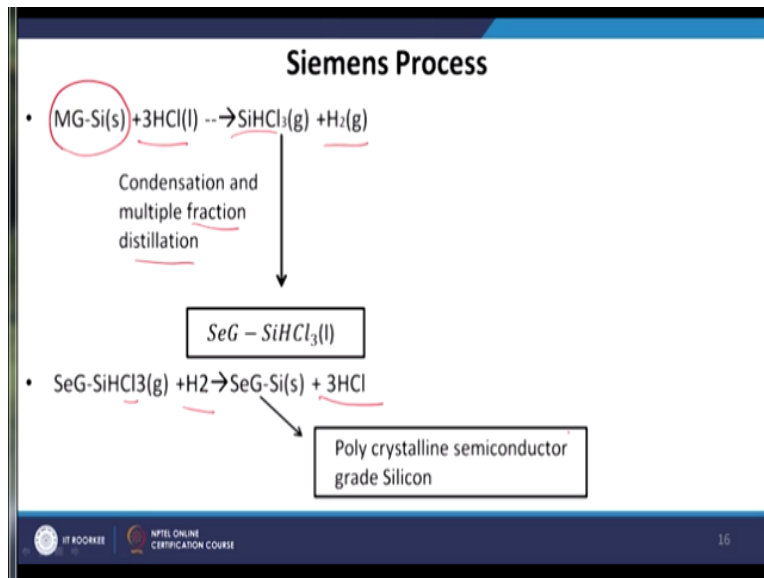 Siemens Process
• MG-Si(s) +3HCl(l) --→SiHCl₃(g) +H₂(g)
Condensation and
multiple fraction
distillation
SeG − SiHCl₃(l)
• SeG-SiHCl3(g) +H2→SeG-Si(s) + 3HCl
Poly crystalline semiconductor
grade Silicon
IIT ROORKEE
NPTEL ONLINE
CERTIFICATION COURSE
16